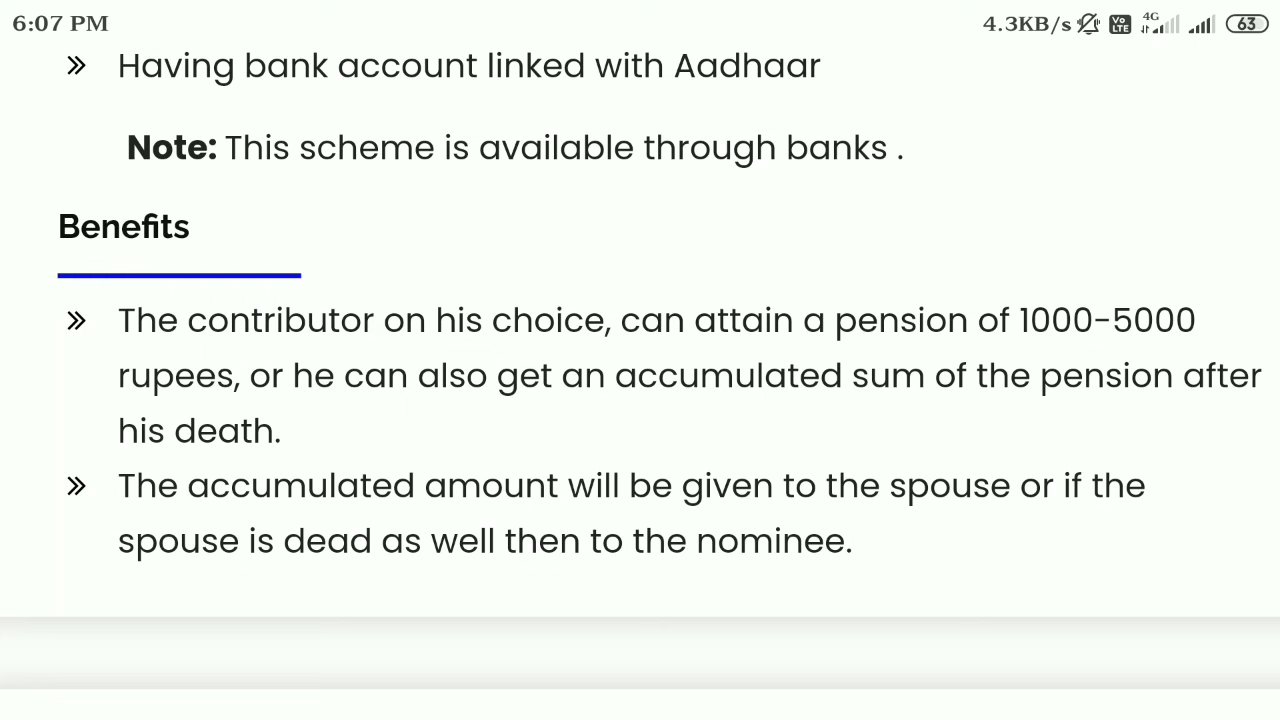 6:07 PM
4.3KB/s Vo LTE 4G 63
» Having bank account linked with Aadhaar
Note: This scheme is available through banks .
Benefits
» The contributor on his choice, can attain a pension of 1000-5000
rupees, or he can also get an accumulated sum of the pension after
his death.
» The accumulated amount will be given to the spouse or if the
spouse is dead as well then to the nominee.